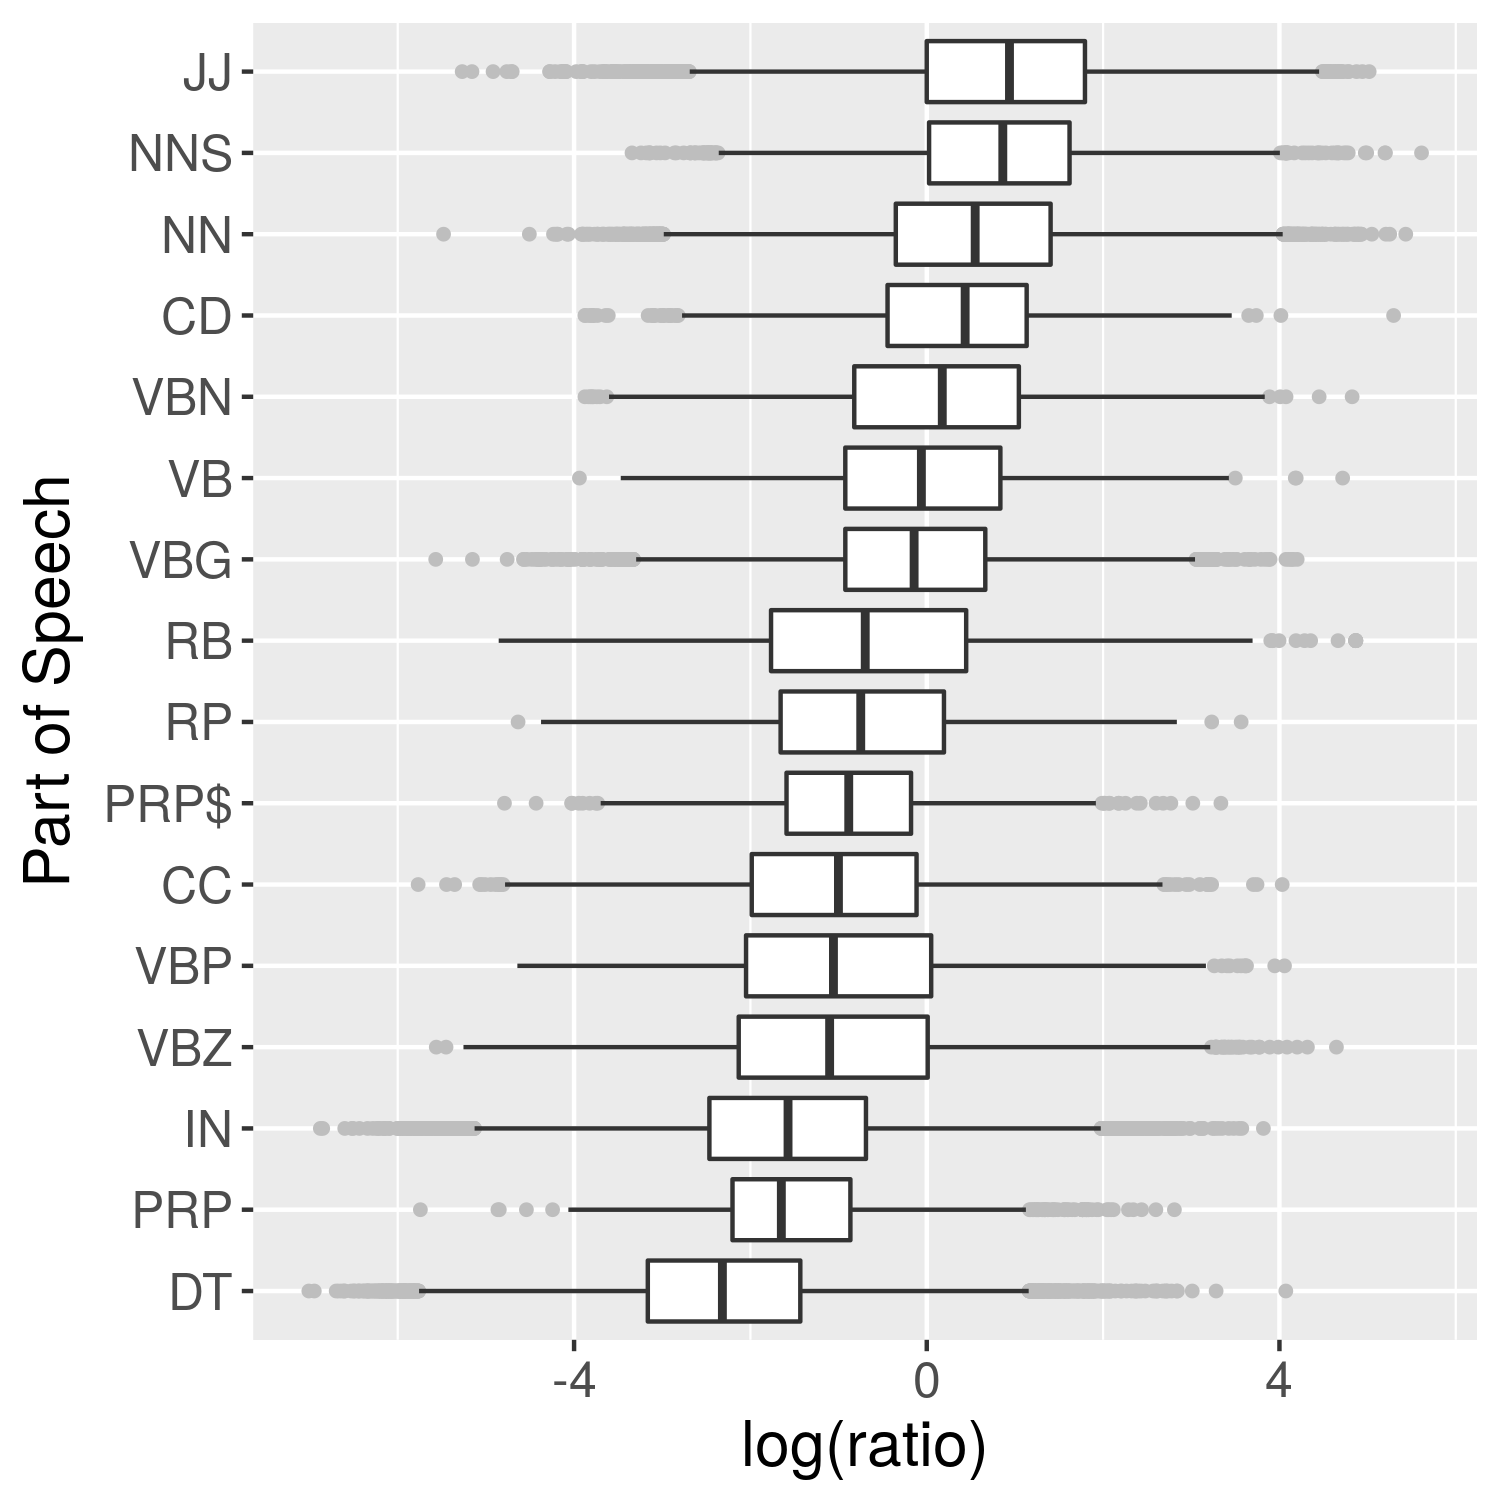 Part of Speech
JJ
NNS
NN
CD
VBN
VB
VBG
RB
RP
PRP$
CC
VBP
VBZ
IN
PRP
DT
-4 0 4
log(ratio)